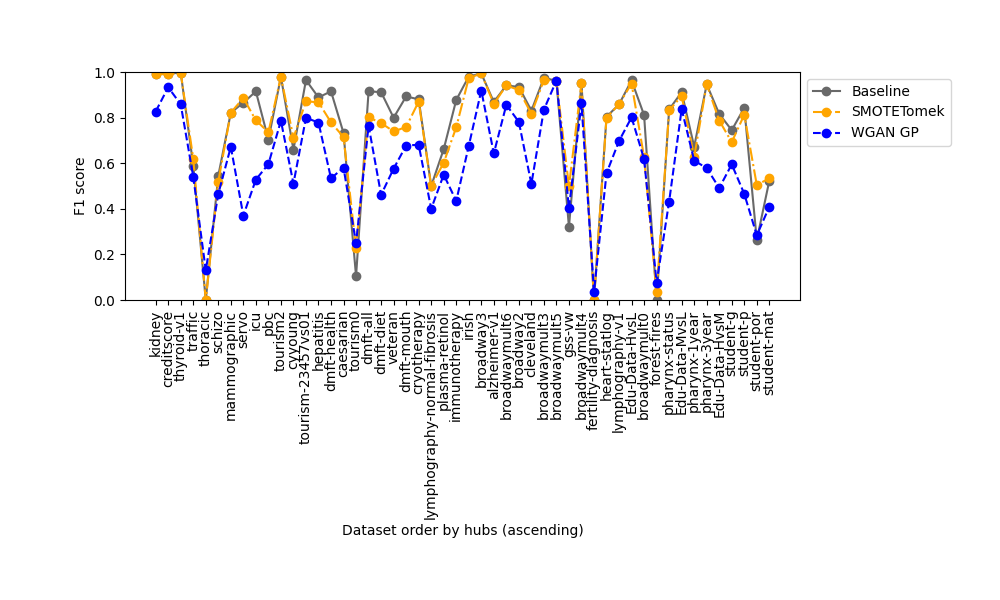 1.0
0.8
0.6
0.4
0.2
0.0
F1 score
Baseline
SMOTETomek
WGAN GP
kidney
creditscore
thyroid-v1
traffic
thoracic
schizo
mammographic
servo
icu
pbc
tourism2
cyyoung
tourism-23457vs01
hepatitis
dmft-health
caesarian
tourism0
dmft-all
dmft-diet
veteran
dmft-mouth
cryotherapy
lymphography-normal-fibrosis
plasma-retinol
immunotherapy
irish
broadway3
alzheimer-v1
broadwaymult6
broadway2
cleveland
broadwaymult3
broadwaymult5
gss-vw
broadwaymult4
fertility-diagnosis
heart-statlog
lymphography-v1
Edu-Data-HvsL
broadwaymult0
forest-fires
pharynx-status
Edu-Data-MvsL
pharynx-1year
pharynx-3year
Edu-Data-HvsM
student-g
student-p
student-por
student-mat
Dataset order by hubs (ascending)